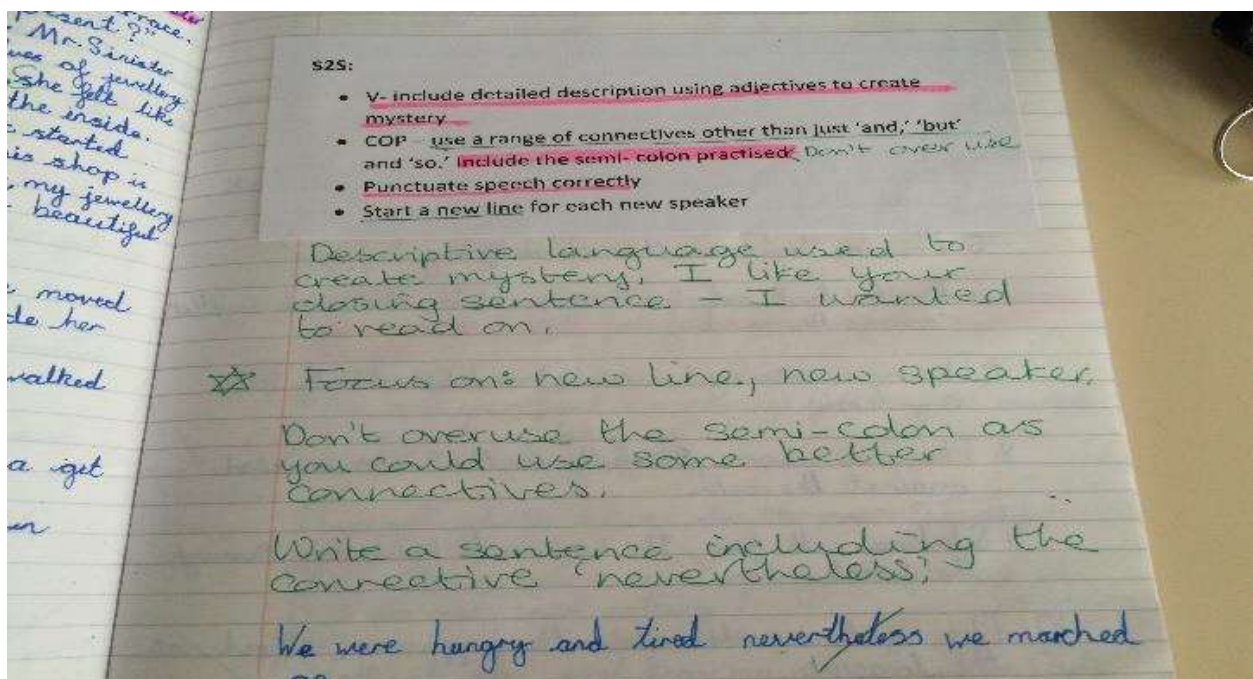 esent?"
Mr. Sinister
ves of jewellery
She felt like
the inside.
started
is shop is
my jewellery
beautiful
moved
de her
walked
a get
S2S:
• V- include detailed description using adjectives to create
mystery
• COP – use a range of connectives other than just 'and,' 'but'
and 'so.' Include the semi-colon practised. Don't over use
• Punctuate speech correctly
• Start a new line for each new speaker
Descriptive language used to
create mystery. I like your
closing sentence – I wanted
to read on.
Focus on: new line, new speaker.
Don't overuse the semi-colon as
you could use some better
connectives.
Write a sentence including the
connective 'nevertheless'
We were hungry and tired nevertheless we marched